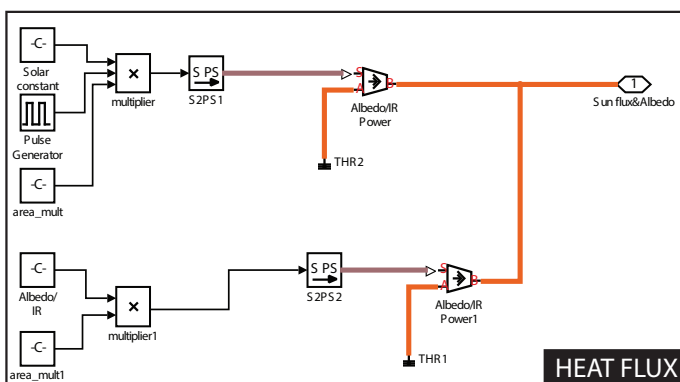 -C-
Solar
constant
Pulse
Generator
-C-
area_mult
×
multiplier
S PS
S2PS1
S
A
B
Albedo/IR
Power
THR2
1
Sun flux&Albedo
-C-
Albedo/
IR
-C-
area_mult1
×
multiplier1
S PS
S2PS2
S
A
B
Albedo/IR
Power1
THR1
HEAT FLUX